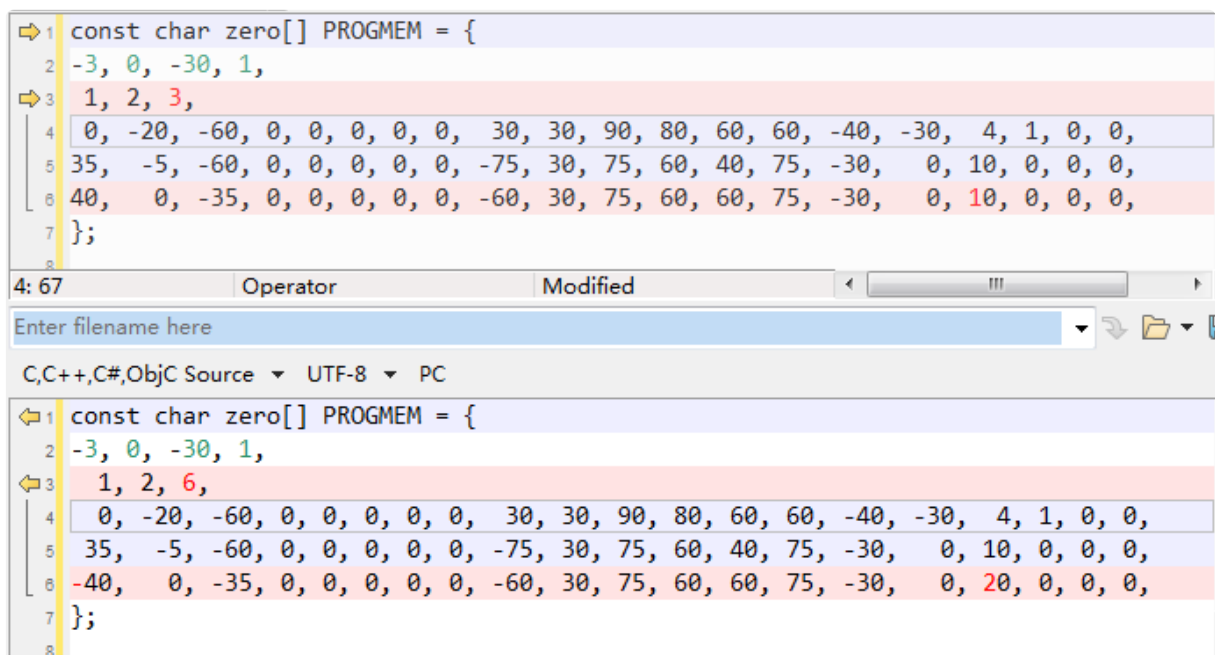 1 const char zero[] PROGMEM = {
2 -3, 0, -30, 1,
3 1, 2, 3,
4 0, -20, -60, 0, 0, 0, 0, 0, 30, 30, 90, 80, 60, 60, -40, -30, 4, 1, 0, 0,
5 35, -5, -60, 0, 0, 0, 0, 0, -75, 30, 75, 60, 40, 75, -30, 0, 10, 0, 0, 0,
6 40, 0, -35, 0, 0, 0, 0, 0, -60, 30, 75, 60, 60, 75, -30, 0, 10, 0, 0, 0,
7 };
8
4: 67 Operator Modified
Enter filename here
C,C++,C#,ObjC Source UTF-8 PC
1 const char zero[] PROGMEM = {
2 -3, 0, -30, 1,
3 1, 2, 6,
4 0, -20, -60, 0, 0, 0, 0, 0, 30, 30, 90, 80, 60, 60, -40, -30, 4, 1, 0, 0,
5 35, -5, -60, 0, 0, 0, 0, 0, -75, 30, 75, 60, 40, 75, -30, 0, 10, 0, 0, 0,
6 -40, 0, -35, 0, 0, 0, 0, 0, -60, 30, 75, 60, 60, 75, -30, 0, 20, 0, 0, 0,
7 };
8